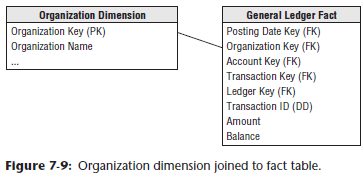 Organization Dimension
Organization Key (PK)
Organization Name
...
General Ledger Fact
Posting Date Key (FK)
Organization Key (FK)
Account Key (FK)
Transaction Key (FK)
Ledger Key (FK)
Transaction ID (DD)
Amount
Balance
Figure 7-9: Organization dimension joined to fact table.